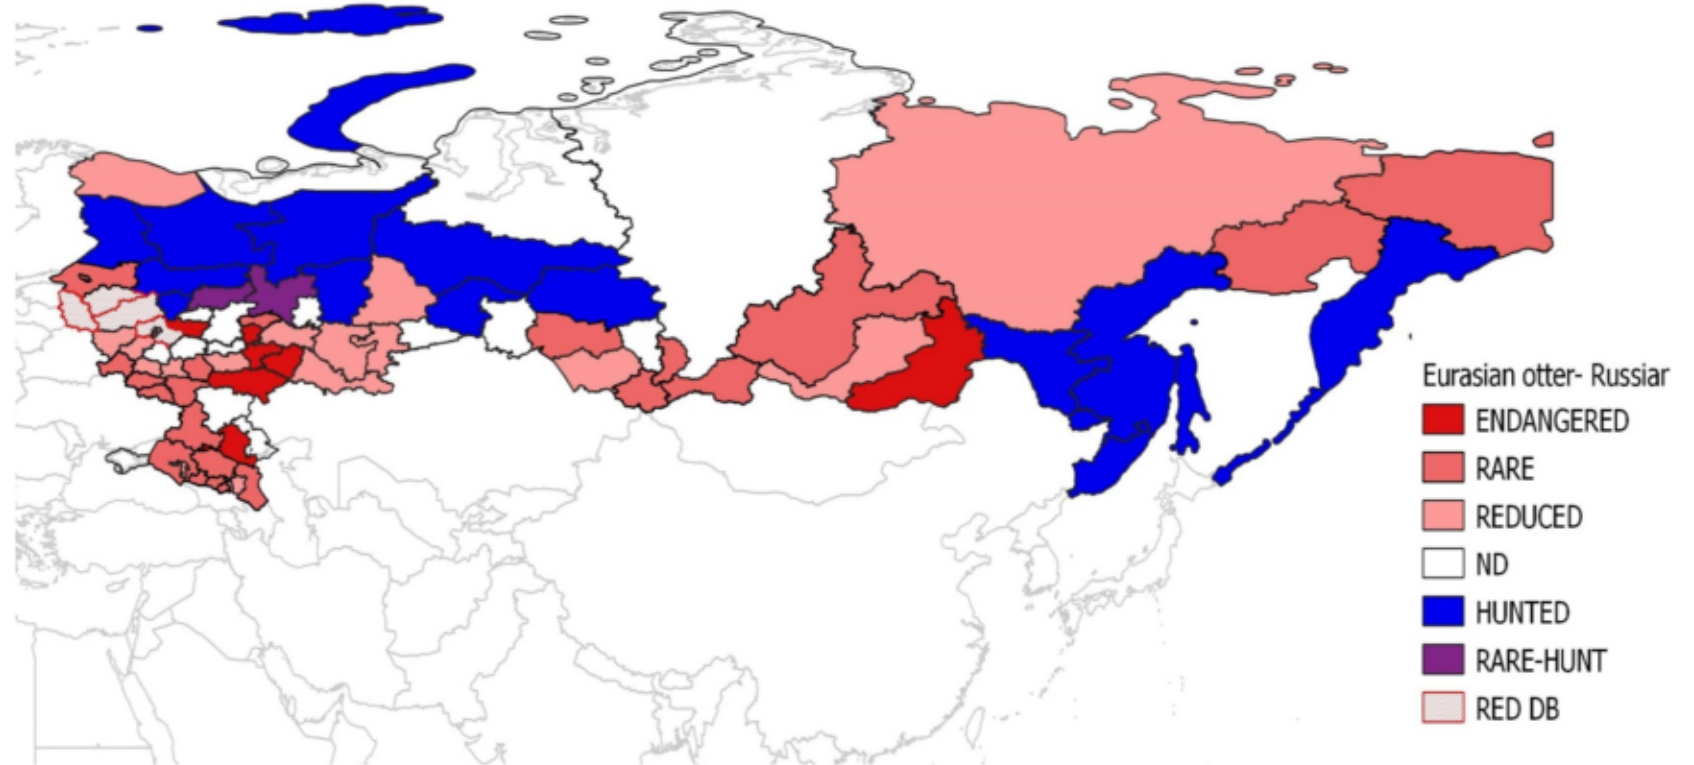 Eurasian otter- Russiar
ENDANGERED
RARE
REDUCED
ND
HUNTED
RARE-HUNT
RED DB